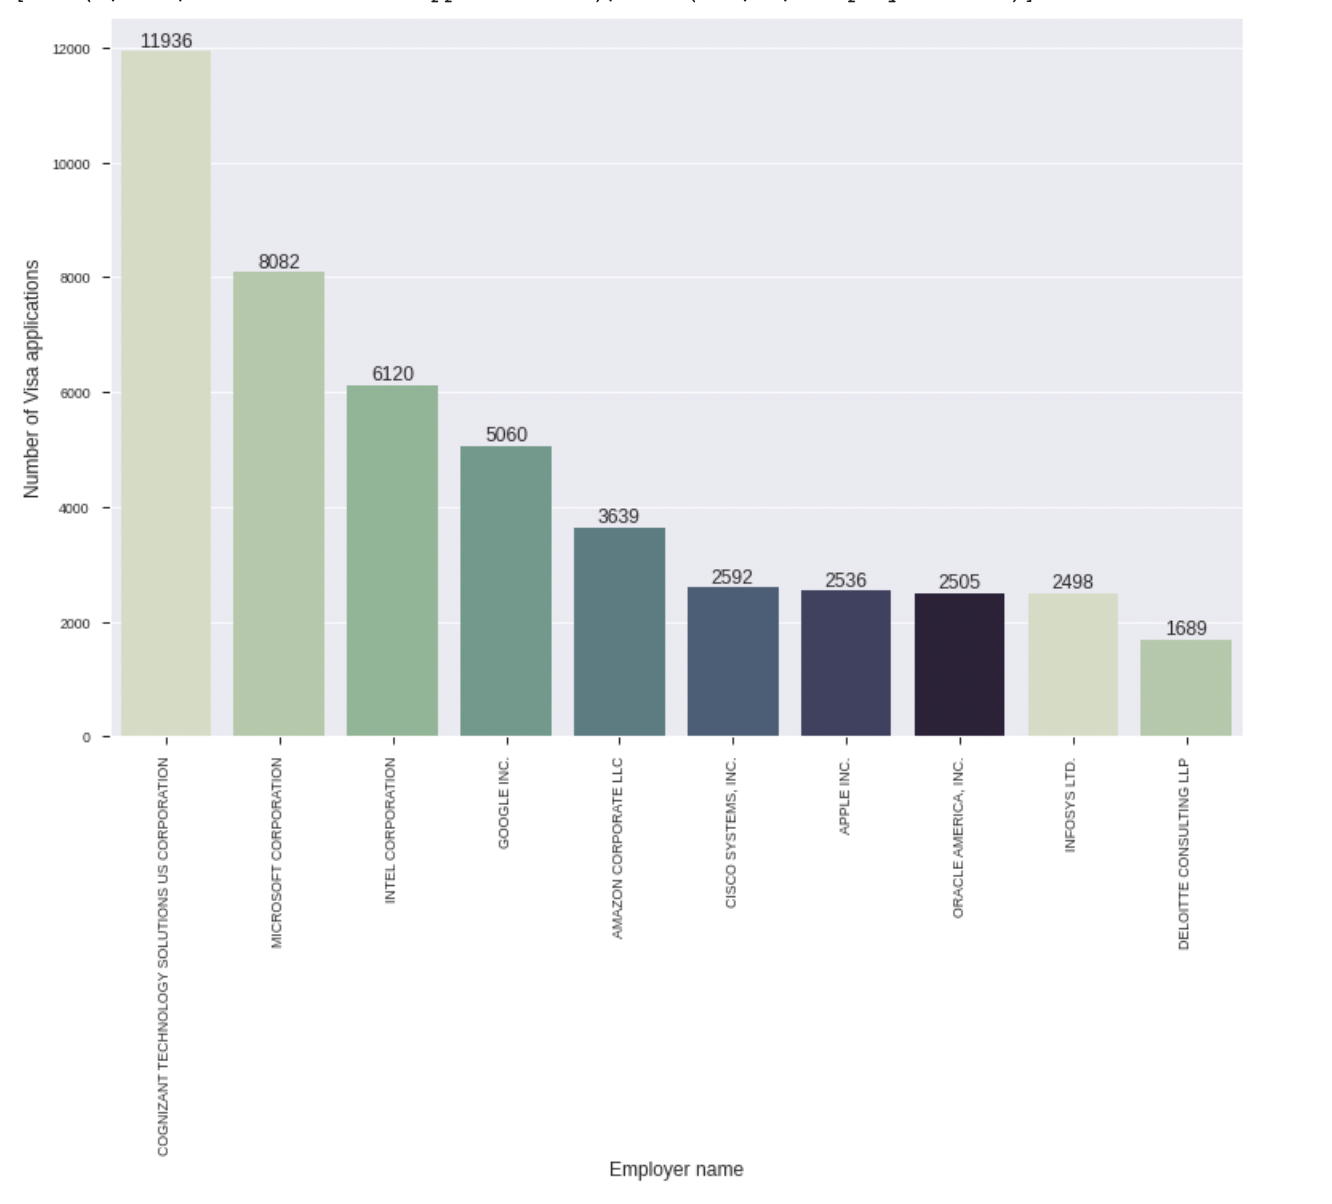 11936
8082
6120
5060
3639
2592
2536
2505
2498
1689
12000
10000
8000
6000
4000
2000
0
Number of Visa applications
COGNIZANT TECHNOLOGY SOLUTIONS US CORPORATION
MICROSOFT CORPORATION
INTEL CORPORATION
GOOGLE INC.
AMAZON CORPORATE LLC
CISCO SYSTEMS, INC.
APPLE INC.
ORACLE AMERICA, INC.
INFOSYS LTD.
DELOITTE CONSULTING LLP
Employer name